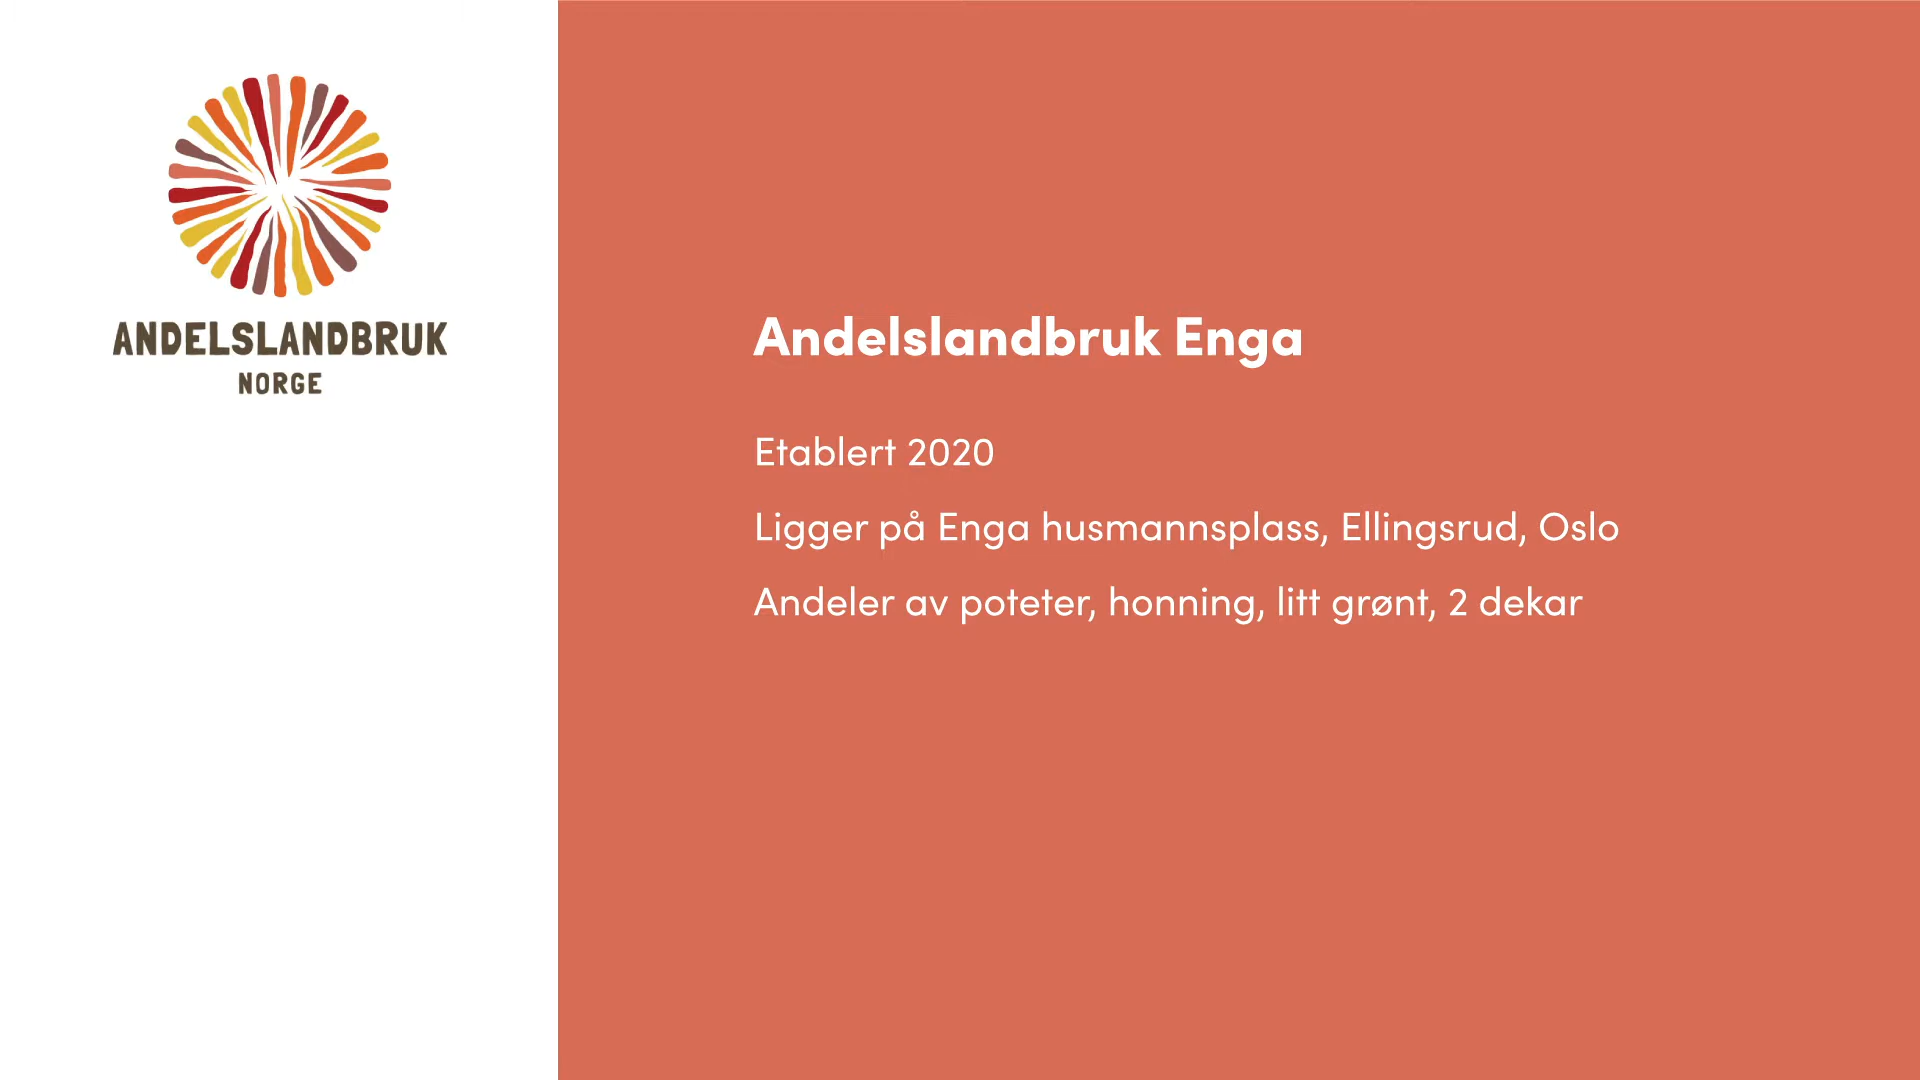 ANDELSLANDBRUK
NORGE
Andelslandbruk Enga
Etablert 2020
Ligger på Enga husmannsplass, Ellingsrud, Oslo
Andeler av poteter, honning, litt grønt, 2 dekar